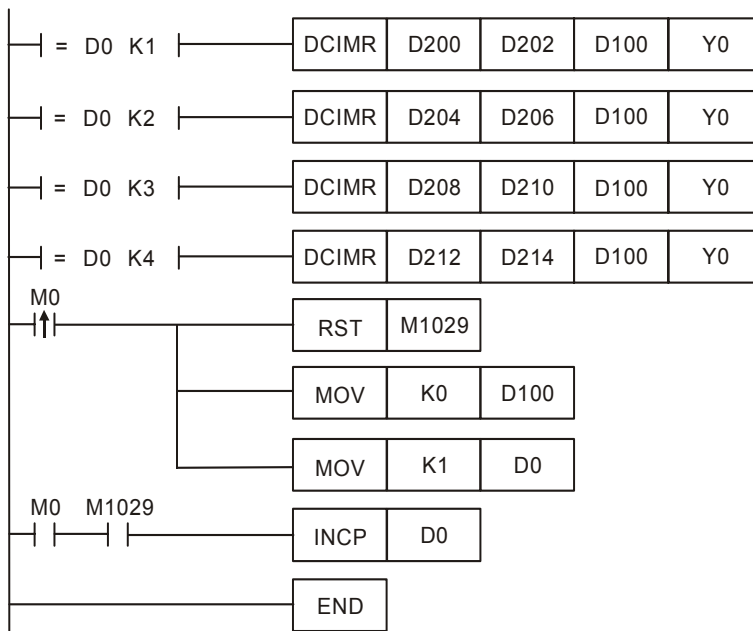 = D0 K1 DCIMR D200 D202 D100 Y0
= D0 K2 DCIMR D204 D206 D100 Y0
= D0 K3 DCIMR D208 D210 D100 Y0
= D0 K4 DCIMR D212 D214 D100 Y0
M0
RST M1029
MOV K0 D100
MOV K1 D0
M0 M1029
INCP D0
END